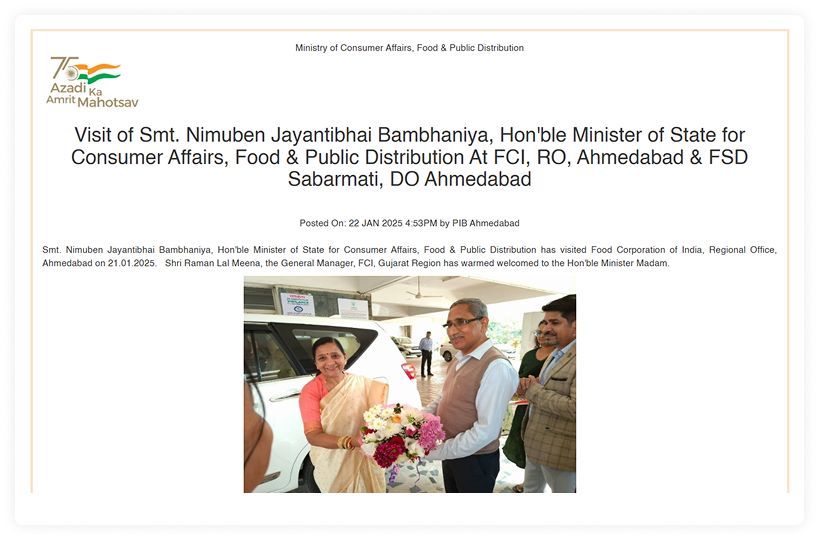 Ministry of Consumer Affairs, Food & Public Distribution
75
Azadi Ka
Amrit Mahotsav
Visit of Smt. Nimuben Jayantibhai Bambhaniya, Hon'ble Minister of State for
Consumer Affairs, Food & Public Distribution At FCI, RO, Ahmedabad & FSD
Sabarmati, DO Ahmedabad
Posted On: 22 JAN 2025 4:53PM by PIB Ahmedabad
Smt. Nimuben Jayantibhai Bambhaniya, Hon'ble Minister of State for Consumer Affairs, Food & Public Distribution has visited Food Corporation of India, Regional Office,
Ahmedabad on 21.01.2025. Shri Raman Lal Meena, the General Manager, FCI, Gujarat Region has warmed welcomed to the Hon'ble Minister Madam.